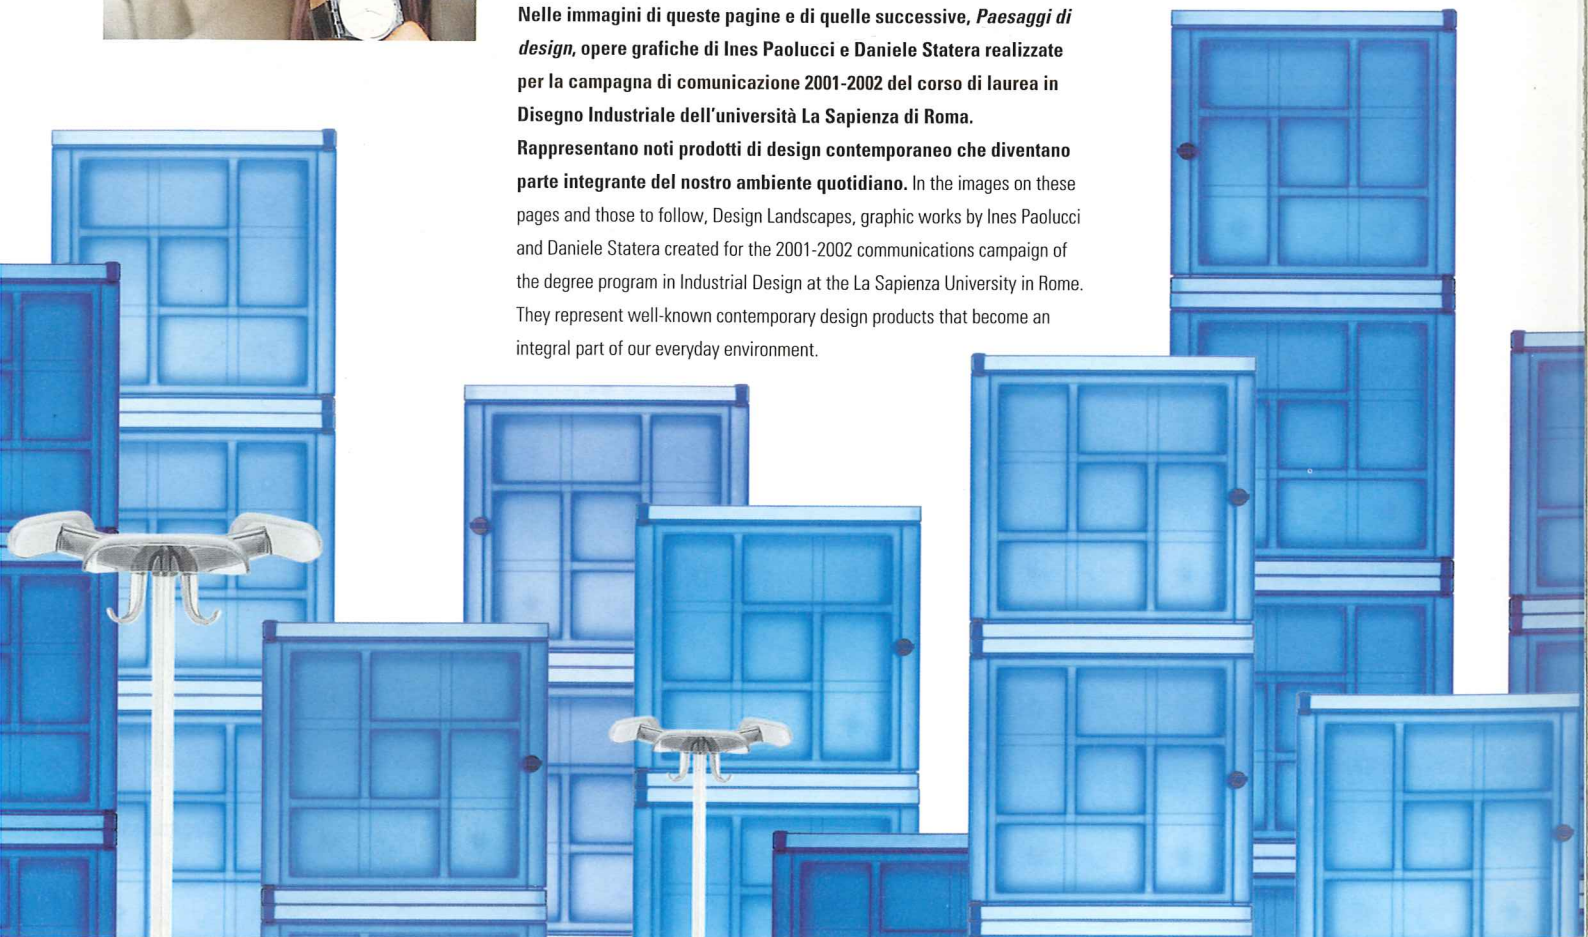 Nelle immagini di queste pagine e di quelle successive, Paesaggi di
design, opere grafiche di Ines Paolucci e Daniele Statera realizzate
per la campagna di comunicazione 2001-2002 del corso di laurea in
Disegno Industriale dell'università La Sapienza di Roma.
Rappresentano noti prodotti di design contemporaneo che diventano
parte integrante del nostro ambiente quotidiano. In the images on these
pages and those to follow, Design Landscapes, graphic works by Ines Paolucci
and Daniele Statera created for the 2001-2002 communications campaign of
the degree program in Industrial Design at the La Sapienza University in Rome.
They represent well-known contemporary design products that become an
integral part of our everyday environment.